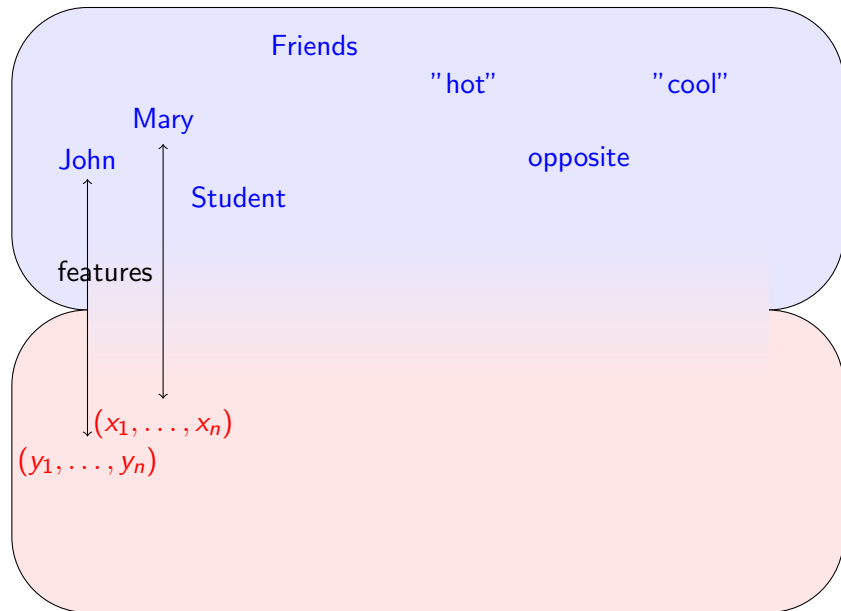 Friends
"hot"
"cool"
Mary
John
opposite
Student
features
(x₁, . . . , xₙ)
(y₁, . . . , yₙ)